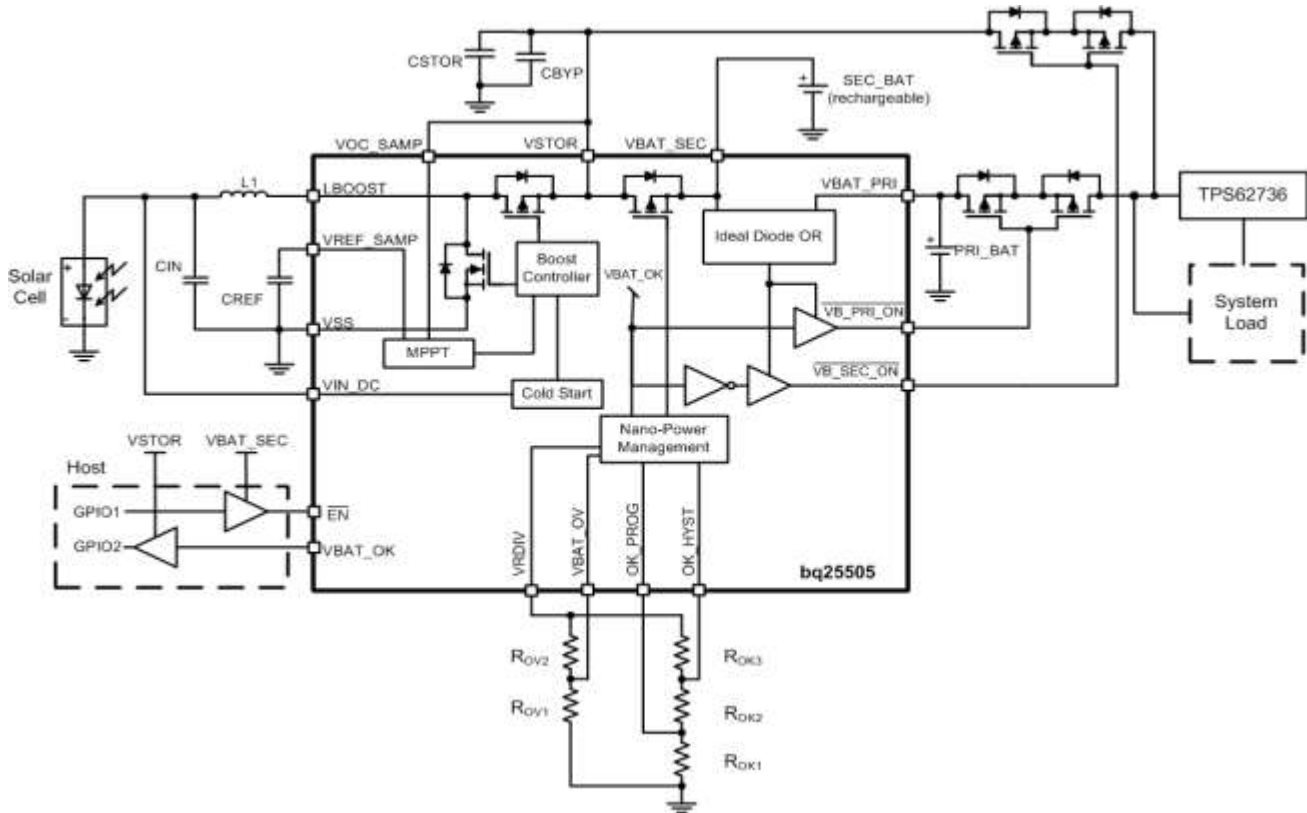 CSTOR
CBYP
SEC_BAT
(rechargeable)
VOC_SAMP
VSTOR
VBAT_SEC
L1
LBOOST
VBAT_PRI
TPS62736
VREF_SAMP
Ideal Diode OR
Boost
Controller
PRI_BAT
Solar
Cell
CIN
CREF
VBAT_OK
System
Load
VSS
VB_PRI_ON
MPPT
VB_SEC_ON
VIN_DC
Cold Start
Nano-Power
Management
VSTOR
VBAT_SEC
Host
GPIO1
EN
GPIO2
VBAT_OK
VRDIV
VBAT_OV
OK_PROG
OK_HYST
bq25505
ROV2
ROK3
ROV1
ROK2
ROK1